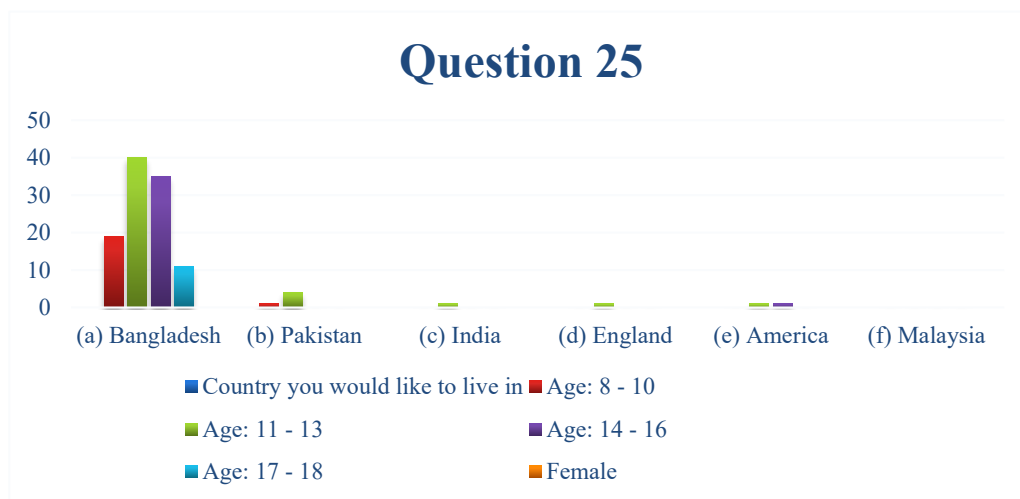 Question 25
50
40
30
20
10
0
(a) Bangladesh (b) Pakistan (c) India (d) England (e) America (f) Malaysia
Country you would like to live in Age: 8 - 10
Age: 11 - 13 Age: 14 - 16
Age: 17 - 18 Female